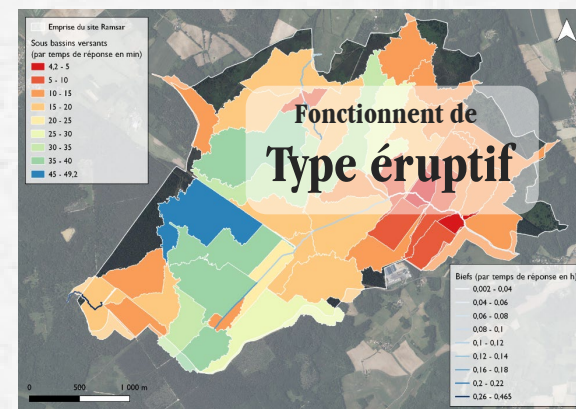 Emprise du site Ramsar
Sous bassins versants
(par temps de réponse en min)
4,2 - 5
5 - 10
10 - 15
15 - 20
20 - 25
25 - 30
30 - 35
35 - 40
45 - 49,2
Fonctionnent de
Type éruptif
Biefs (par temps de réponse en h)
0,002 - 0,04
0,04 - 0,06
0,06 - 0,08
0,08 - 0,1
0,1 - 0,12
0,12 - 0,14
0,16 - 0,18
0,2 - 0,22
0,26 - 0,465
0 500 1 000 m